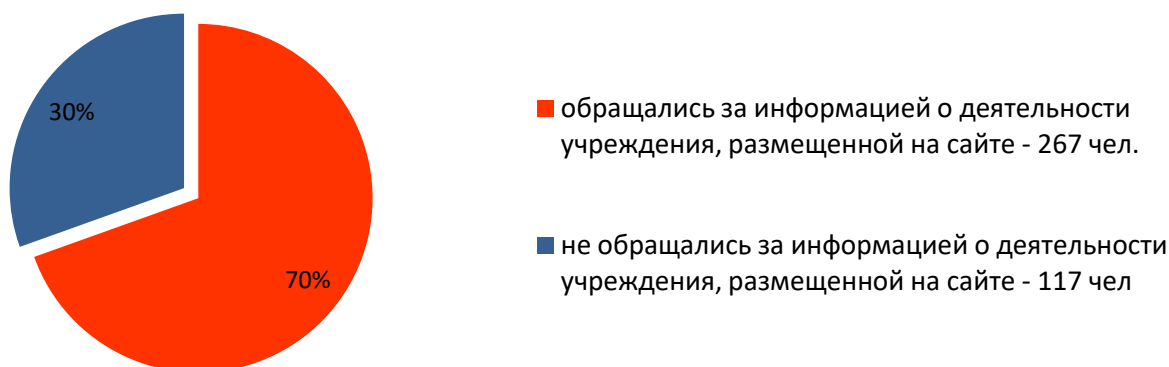 30%
70%
обращались за информацией о деятельности
учреждения, размещенной на сайте - 267 чел.
не обращались за информацией о деятельности
учреждения, размещенной на сайте - 117 чел